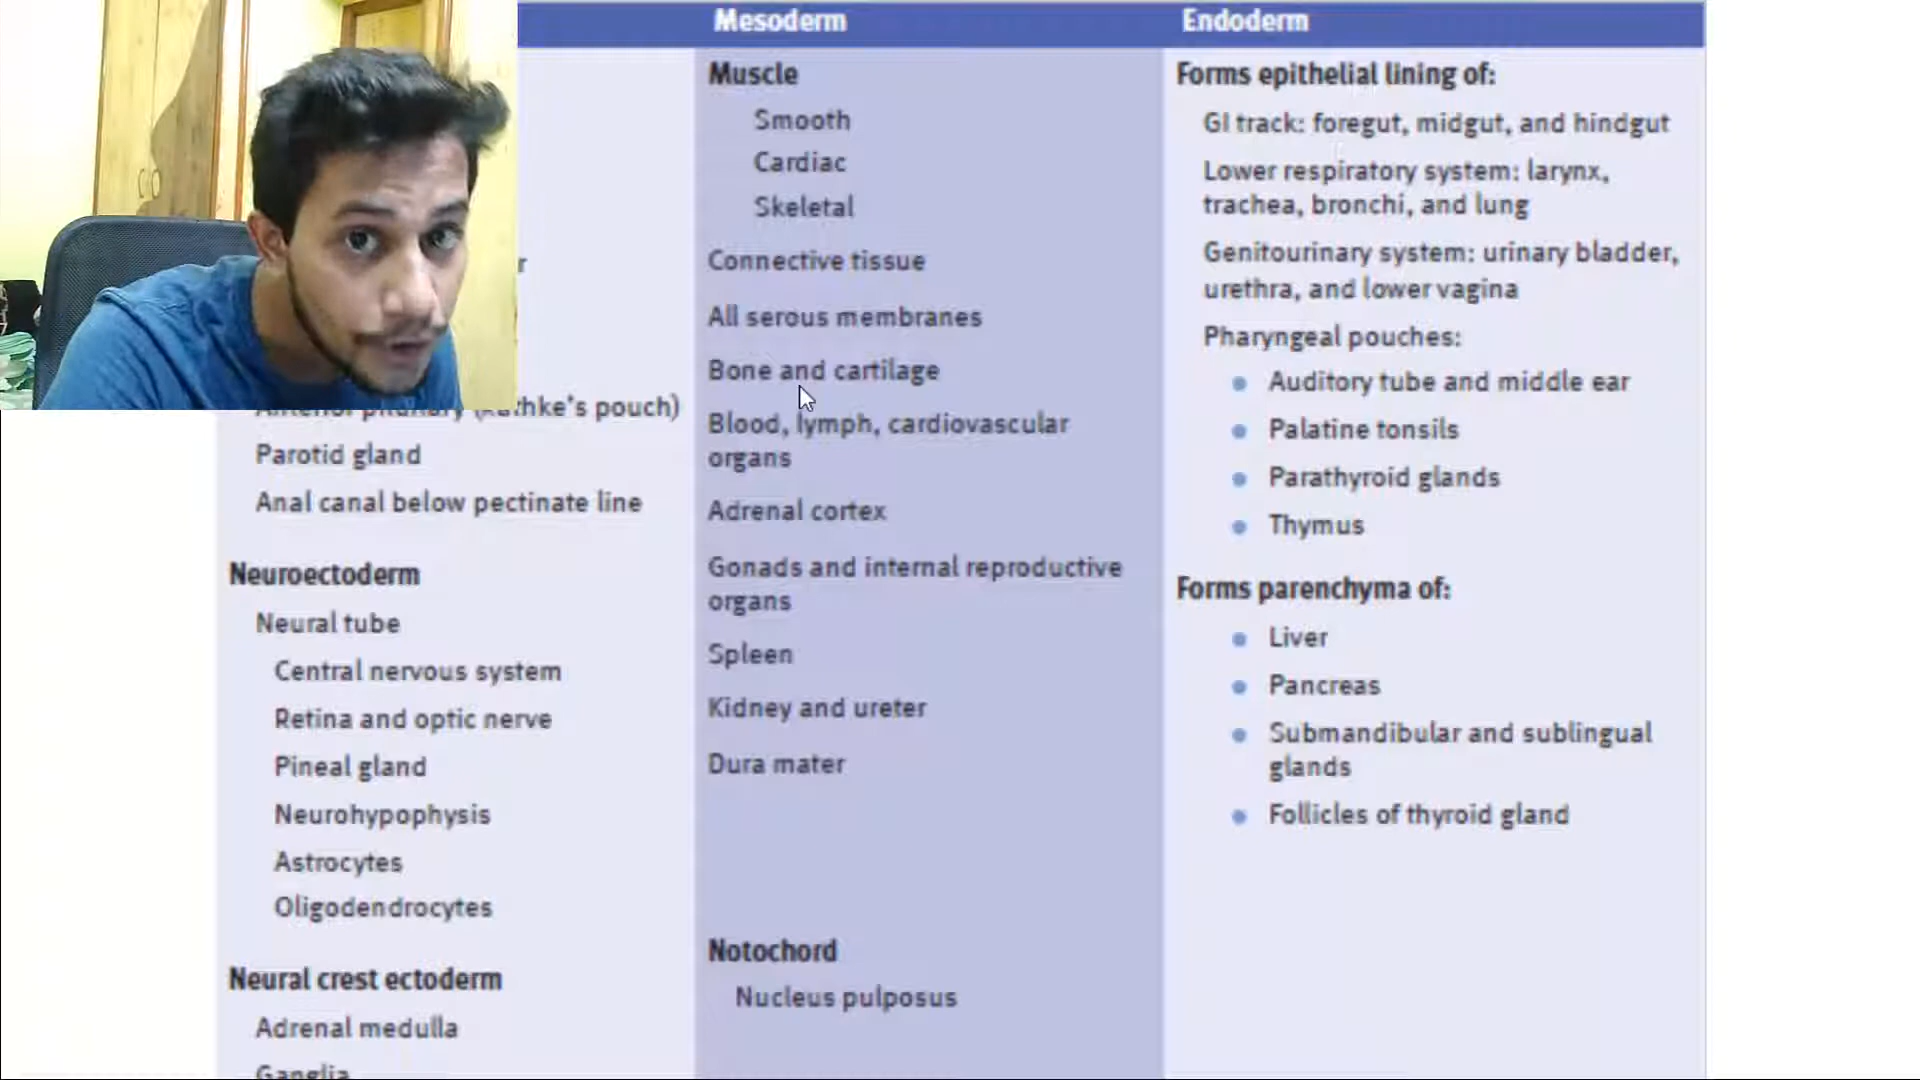 Mesoderm
Endoderm
Muscle
Smooth
Cardiac
Skeletal
Connective tissue
All serous membranes
Bone and cartilage
Blood, lymph, cardiovascular
organs
Adrenal cortex
Gonads and internal reproductive
organs
Spleen
Kidney and ureter
Dura mater
Notochord
Nucleus pulposus
Forms epithelial lining of:
GI track: foregut, midgut, and hindgut
Lower respiratory system: larynx,
trachea, bronchi, and lung
Genitourinary system: urinary bladder,
urethra, and lower vagina
Pharyngeal pouches:
Auditory tube and middle ear
Palatine tonsils
Parathyroid glands
Thymus
Forms parenchyma of:
Liver
Pancreas
Submandibular and sublingual
glands
Follicles of thyroid gland
r
Anterior pituitary (Rathke's pouch)
Parotid gland
Anal canal below pectinate line
Neuroectoderm
Neural tube
Central nervous system
Retina and optic nerve
Pineal gland
Neurohypophysis
Astrocytes
Oligodendrocytes
Neural crest ectoderm
Adrenal medulla
Ganglia